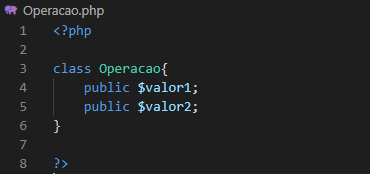 Operacao.php
1 <?php
2
3 class Operacao{
4 public $valor1;
5 public $valor2;
6 }
7
8 ?>